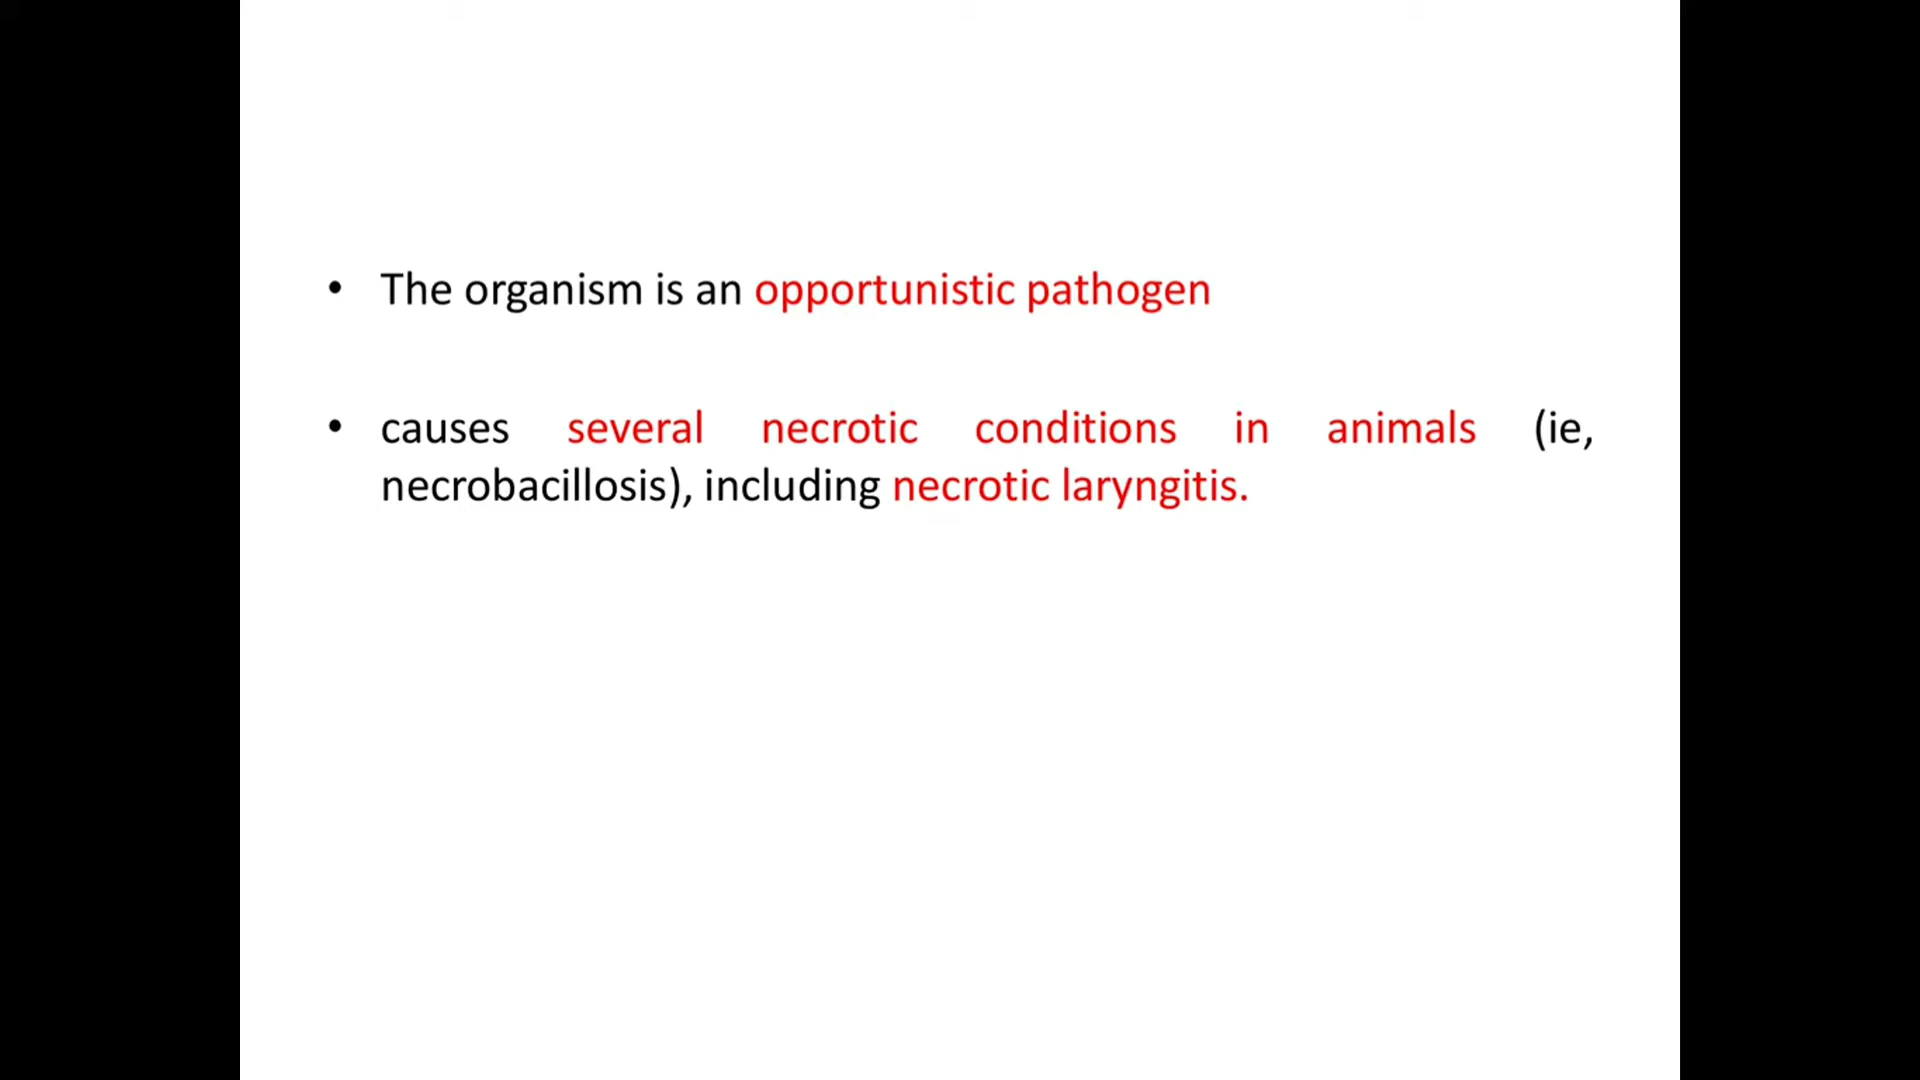 • The organism is an opportunistic pathogen
• causes several necrotic conditions in animals (ie,
necrobacillosis), including necrotic laryngitis.